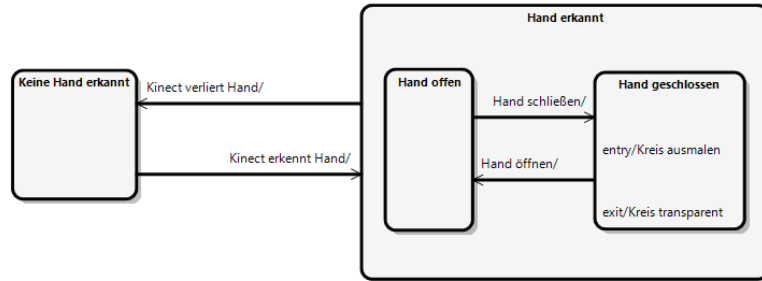 Hand erkannt
Keine Hand erkannt
Kinect verliert Hand/
Kinect erkennt Hand/
Hand offen
Hand schließen/
Hand öffnen/
Hand geschlossen
entry/Kreis ausmalen
exit/Kreis transparent